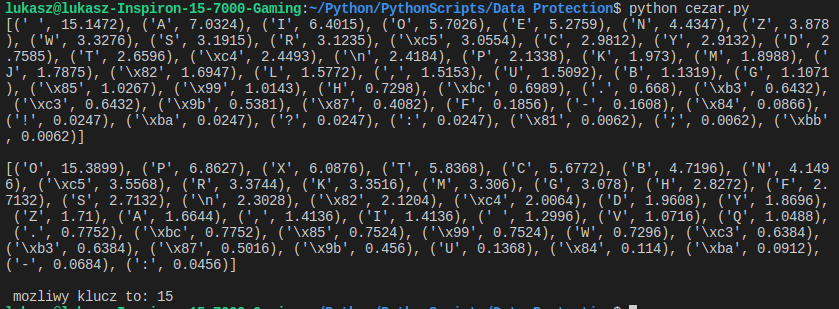 lukasz@lukasz-Inspiron-15-7000-Gaming:~/Python/PythonScripts/Data Protection$ python cezar.py
[(' ', 15.1472), ('A', 7.0324), ('I', 6.4015), ('O', 5.7026), ('E', 5.2759), ('N', 4.4347), ('Z', 3.878
), ('W', 3.3276), ('S', 3.1915), ('R', 3.1235), ('\xc5', 3.0554), ('C', 2.9812), ('Y', 2.9132), ('D', 2
.7585), ('T', 2.6596), ('\xc4', 2.4493), ('\n', 2.4184), ('P', 2.1338), ('K', 1.973), ('M', 1.8988), ('
J', 1.7875), ('\x82', 1.6947), ('L', 1.5772), (',', 1.5153), ('U', 1.5092), ('B', 1.1319), ('G', 1.1071
), ('\x85', 1.0267), ('\x99', 1.0143), ('H', 0.7298), ('\xbc', 0.6989), ('.', 0.668), ('\xb3', 0.6432),
 ('\xc3', 0.6432), ('\x9b', 0.5381), ('\x87', 0.4082), ('F', 0.1856), ('-', 0.1608), ('\x84', 0.0866),
('!', 0.0247), ('\xba', 0.0247), ('?', 0.0247), (':', 0.0247), ('\x81', 0.0062), (';', 0.0062), ('\xbb'
, 0.0062)]

[('O', 15.3899), ('P', 6.8627), ('X', 6.0876), ('T', 5.8368), ('C', 5.6772), ('B', 4.7196), ('N', 4.149
6), ('\xc5', 3.5568), ('R', 3.3744), ('K', 3.3516), ('M', 3.306), ('G', 3.078), ('H', 2.8272), ('F', 2.
7132), ('S', 2.7132), ('\n', 2.3028), ('\x82', 2.1204), ('\xc4', 2.0064), ('D', 1.9608), ('Y', 1.8696),
 ('Z', 1.71), ('A', 1.6644), (',', 1.4136), ('I', 1.4136), (' ', 1.2996), ('V', 1.0716), ('Q', 1.0488),
 ('.', 0.7752), ('\xbc', 0.7752), ('\x85', 0.7524), ('\x99', 0.7524), ('W', 0.7296), ('\xc3', 0.6384),
('\xb3', 0.6384), ('\x87', 0.5016), ('\x9b', 0.456), ('U', 0.1368), ('\x84', 0.114), ('\xba', 0.0912),
('-', 0.0684), (':', 0.0456)]

 mozliwy klucz to: 15